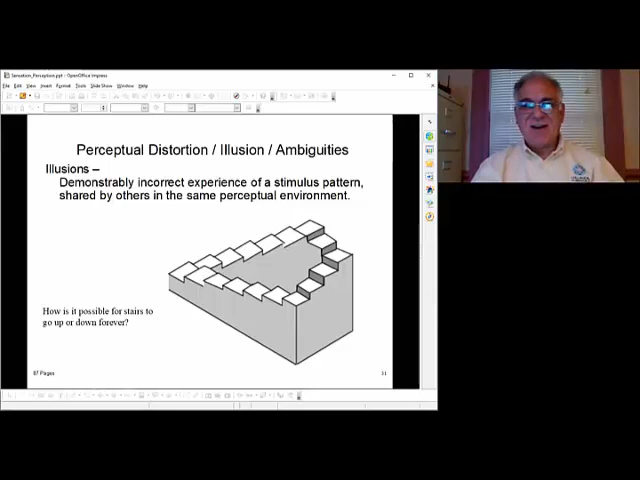 Sensation_Perception.ppt - OpenOffice Impress
File Edit View Insert Format Tools Slide Show Window Help
Perceptual Distortion / Illusion / Ambiguities
Illusions –
Demonstrably incorrect experience of a stimulus pattern,
shared by others in the same perceptual environment.
How is it possible for stairs to
go up or down forever?
87 Pages
31